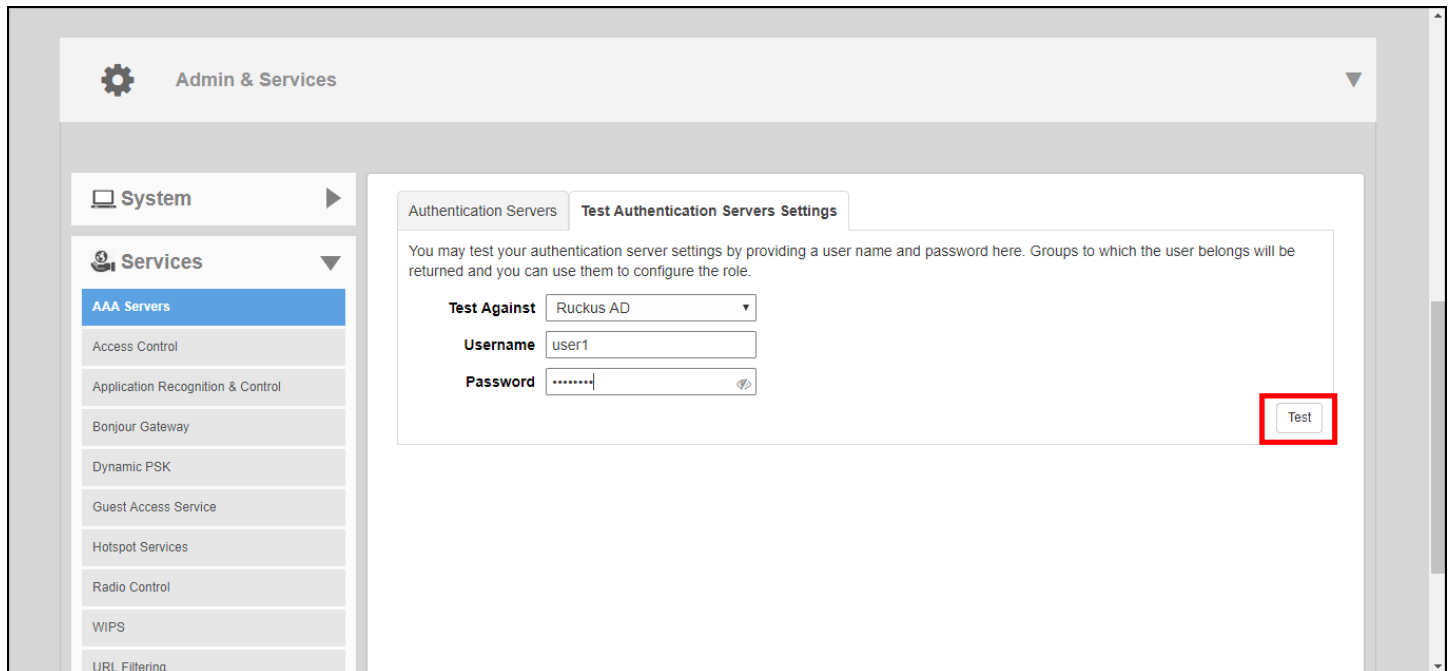 Admin & Services
System
Services
AAA Servers
Access Control
Application Recognition & Control
Bonjour Gateway
Dynamic PSK
Guest Access Service
Hotspot Services
Radio Control
WIPS
URL Filtering
Authentication Servers
Test Authentication Servers Settings
You may test your authentication server settings by providing a user name and password here. Groups to which the user belongs will be
returned and you can use them to configure the role.
Test Against Ruckus AD
Username user1
Password ••••••••
Test